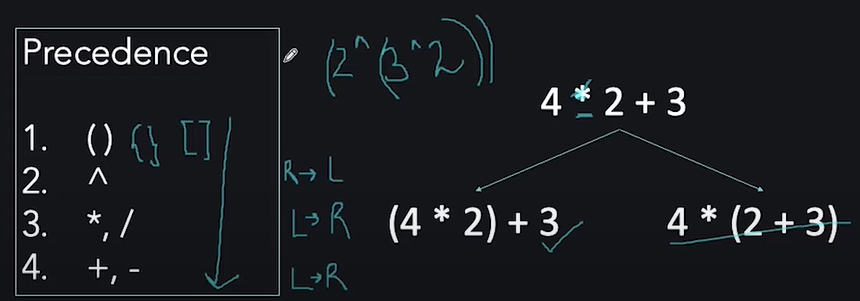 Precedence
1. () {} []
2. ^
3. *, /
4. +, -
R→L
L→R
L→R
(2^(3^2))
4 * 2 + 3
(4 * 2) + 3
4 * (2 + 3)